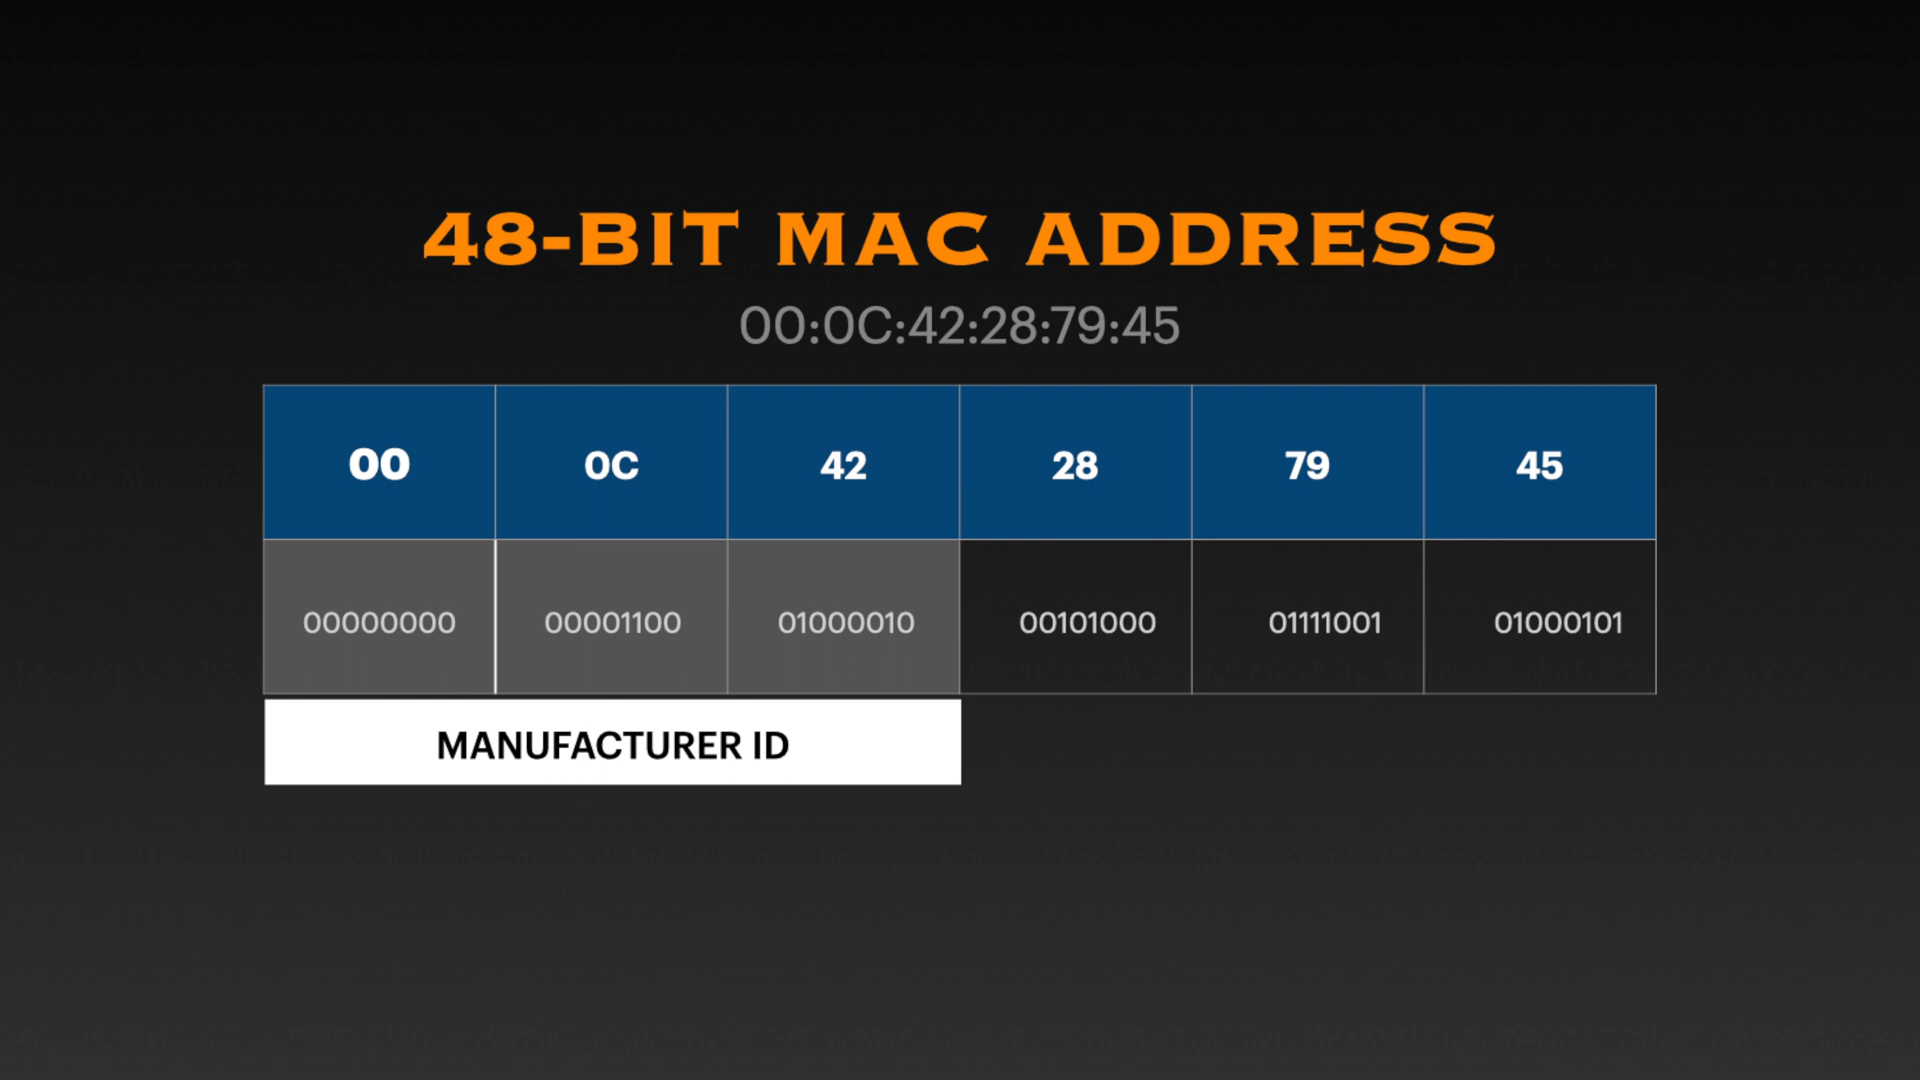 48-BIT MAC ADDRESS
00:0C:42:28:79:45
00 0C 42 28 79 45
00000000 00001100 01000010 00101000 01111001 01000101
MANUFACTURER ID